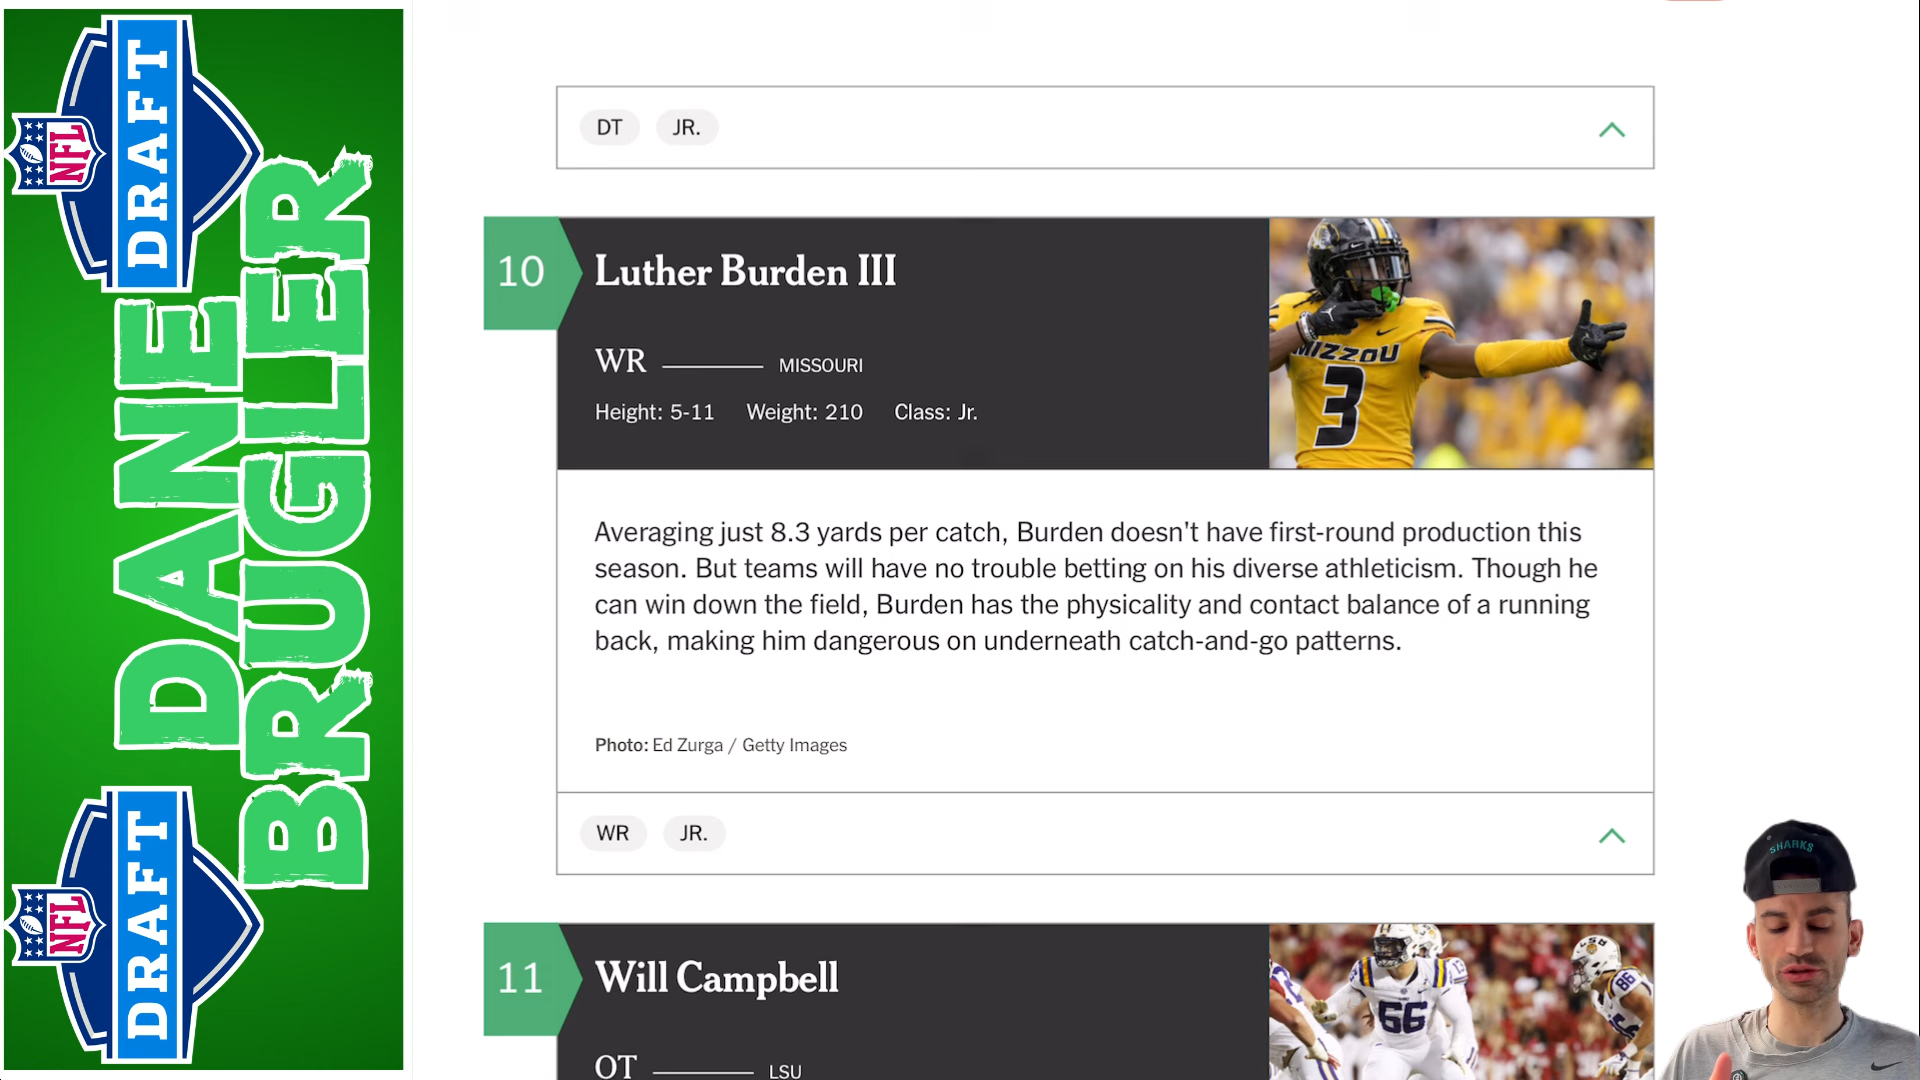 NFL
DRAFT
DANE
BRUGLER
NFL
DRAFT
DT JR.
10
Luther Burden III
WR MISSOURI
Height: 5-11 Weight: 210 Class: Jr.
MIZZOU
3
Averaging just 8.3 yards per catch, Burden doesn't have first-round production this
season. But teams will have no trouble betting on his diverse athleticism. Though he
can win down the field, Burden has the physicality and contact balance of a running
back, making him dangerous on underneath catch-and-go patterns.
Photo: Ed Zurga / Getty Images
WR JR.
11
Will Campbell
OT LSU
66
86
SHARKS